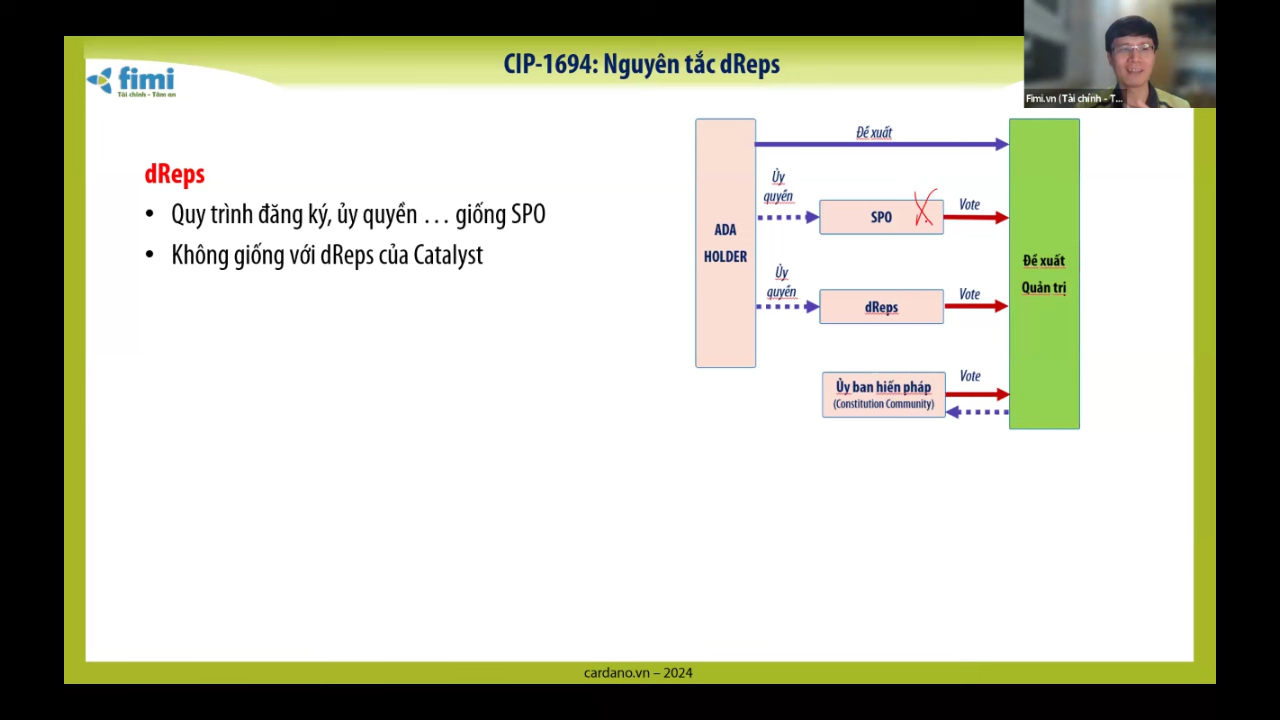 CIP-1694: Nguyên tắc dReps
fimi
Tài chính - Tâm an
Fimi.vn (Tài chính - T...
dReps
• Quy trình đăng ký, ủy quyền … giống SPO
• Không giống với dReps của Catalyst
ADA
HOLDER
Đề xuất
Ủy
quyền
SPO
Vote
Ủy
quyền
dReps
Vote
Ủy ban hiến pháp
(Constitution Community)
Vote
Đề xuất
Quản trị
cardano.vn – 2024